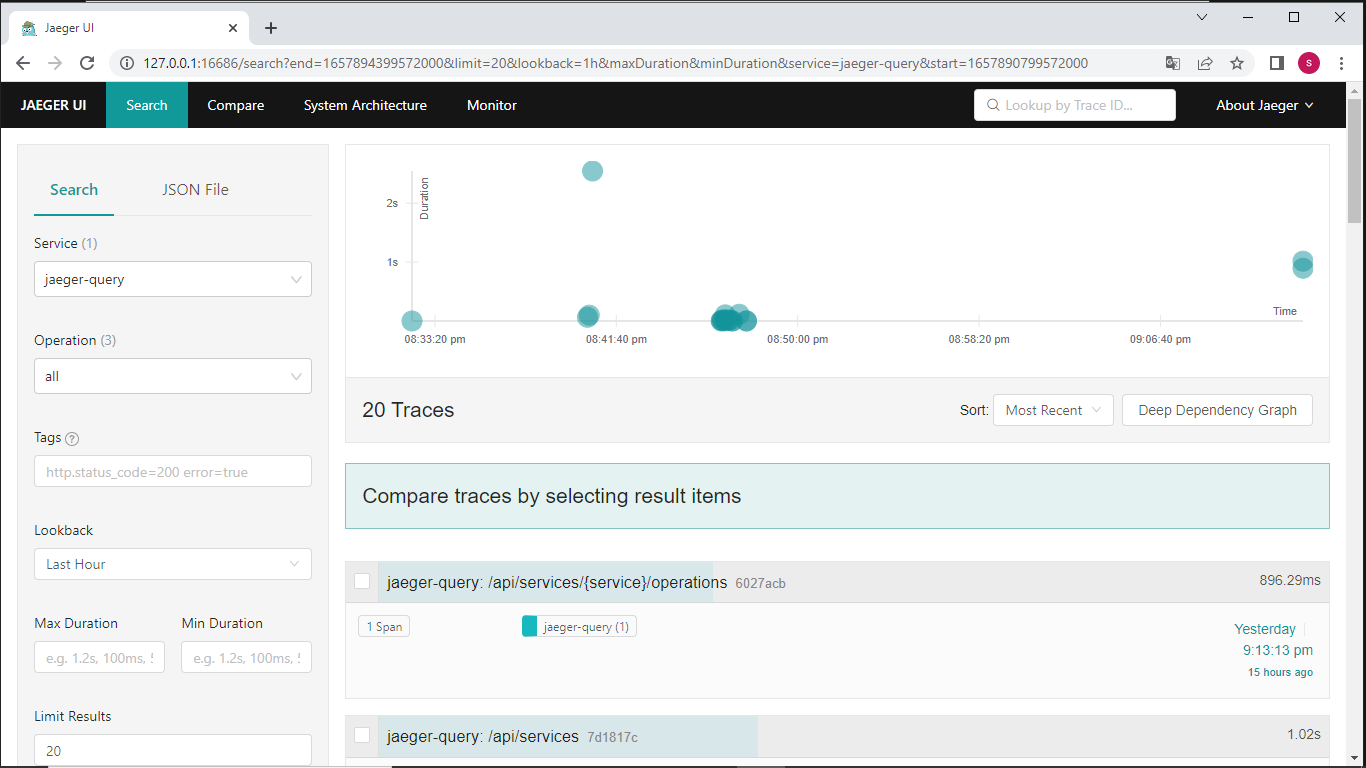 Jaeger UI
127.0.0.1:16686/search?end=1657894399572000&limit=20&lookback=1h&maxDuration&minDuration&service=jaeger-query&start=1657890799572000
S
JAEGER UI Search Compare System Architecture Monitor Lookup by Trace ID... About Jaeger
Search JSON File
Service (1)
jaeger-query
Operation (3)
all
Tags ?
http.status_code=200 error=true
Lookback
Last Hour
Max Duration Min Duration
e.g. 1.2s, 100ms, e.g. 1.2s, 100ms,
Limit Results
20
Duration
2s
1s
Time
08:33:20 pm 08:41:40 pm 08:50:00 pm 08:58:20 pm 09:06:40 pm
20 Traces Sort: Most Recent Deep Dependency Graph
Compare traces by selecting result items
jaeger-query: /api/services/{service}/operations 6027acb 896.29ms
1 Span jaeger-query (1) Yesterday
9:13:13 pm
15 hours ago
jaeger-query: /api/services 7d1817c 1.02s